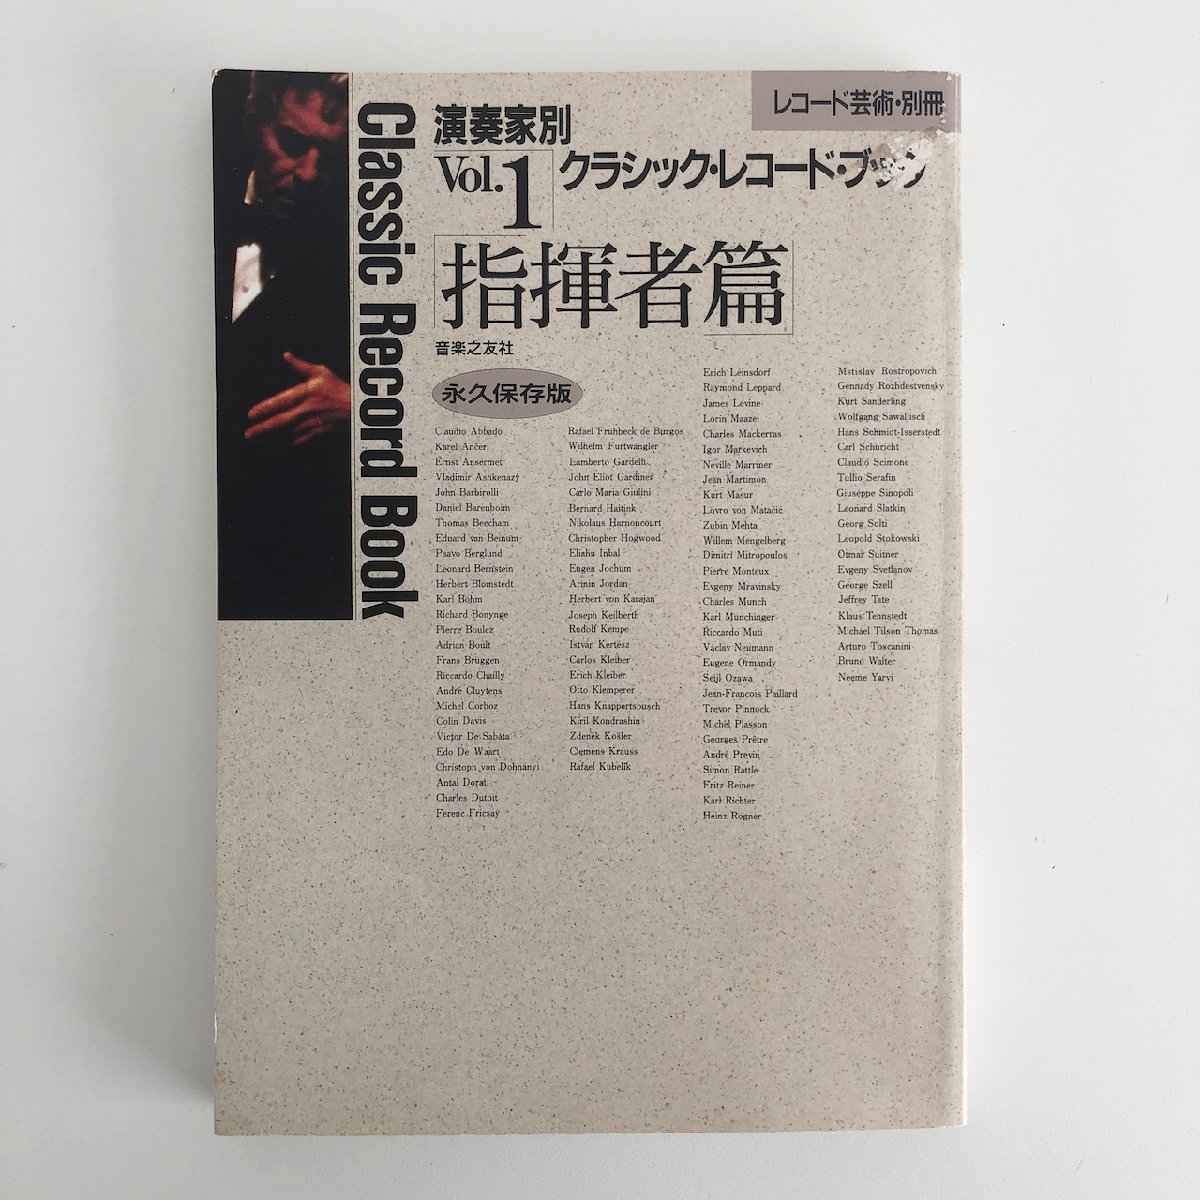 レコード芸術・別冊
演奏家別
Vol.1
クラシック・レコード・ブック
「指揮者篇」
音楽之友社
永久保存版
Classic Record Book
Claudio Abbado
Karel Ančerl
Ernst Ansermet
Vladimir Ashkenazy
John Barbirolli
Daniel Barenboim
Thomas Beecham
Eduard van Beinum
Paavo Berglund
Leonard Bernstein
Herbert Blomstedt
Karl Böhm
Richard Bonynge
Pierre Boulez
Adrian Boult
Frans Brüggen
Riccardo Chailly
André Cluytens
Michel Corboz
Colin Davis
Victor De Sabata
Edo De Waart
Christoph von Dohnányi
Antal Dorat
Charles Dutoit
Ferenc Fricsay
Rafael Frühbeck de Burgos
Wilhelm Furtwängler
Lamberto Gardelli
John Eliot Gardiner
Carlo Maria Giulini
Bernard Haitink
Nikolaus Harnoncourt
Christopher Hogwood
Eliahu Inbal
Eugen Jochum
Armin Jordan
Herbert von Karajan
Joseph Keilberth
Rudolf Kempe
István Kertész
Carlos Kleiber
Erich Kleiber
Otto Klemperer
Hans Knappertsbusch
Kiril Kondrashin
Zdeněk Košler
Clemens Krauss
Rafael Kubelík
Erich Leinsdorf
Raymond Leppard
James Levine
Lorin Maazel
Charles Mackerras
Igor Markevich
Neville Marriner
Jean Martinon
Kurt Masur
Lovro von Matačić
Zubin Mehta
Willem Mengelberg
Dimitri Mitropoulos
Pierre Monteux
Evgeny Mravinsky
Charles Munch
Karl Münchinger
Riccardo Muti
Václav Neumann
Eugene Ormandy
Seiji Ozawa
Jean-François Paillard
Trevor Pinnock
Michel Plasson
Georges Prêtre
André Previn
Simon Rattle
Fritz Reiner
Karl Richter
Heinz Rögner
Mstislav Rostropovich
Gennady Rozhdestvensky
Kurt Sanderling
Wolfgang Sawallisch
Hans Schmidt-Isserstedt
Carl Schuricht
Claudio Scimone
Tullio Serafin
Giuseppe Sinopoli
Leonard Slatkin
Georg Solti
Leopold Stokowski
Otmar Suitner
Evgeny Svetlanov
George Szell
Jeffrey Tate
Klaus Tennstedt
Michael Tilson Thomas
Arturo Toscanini
Bruno Walter
Neeme Yarvi